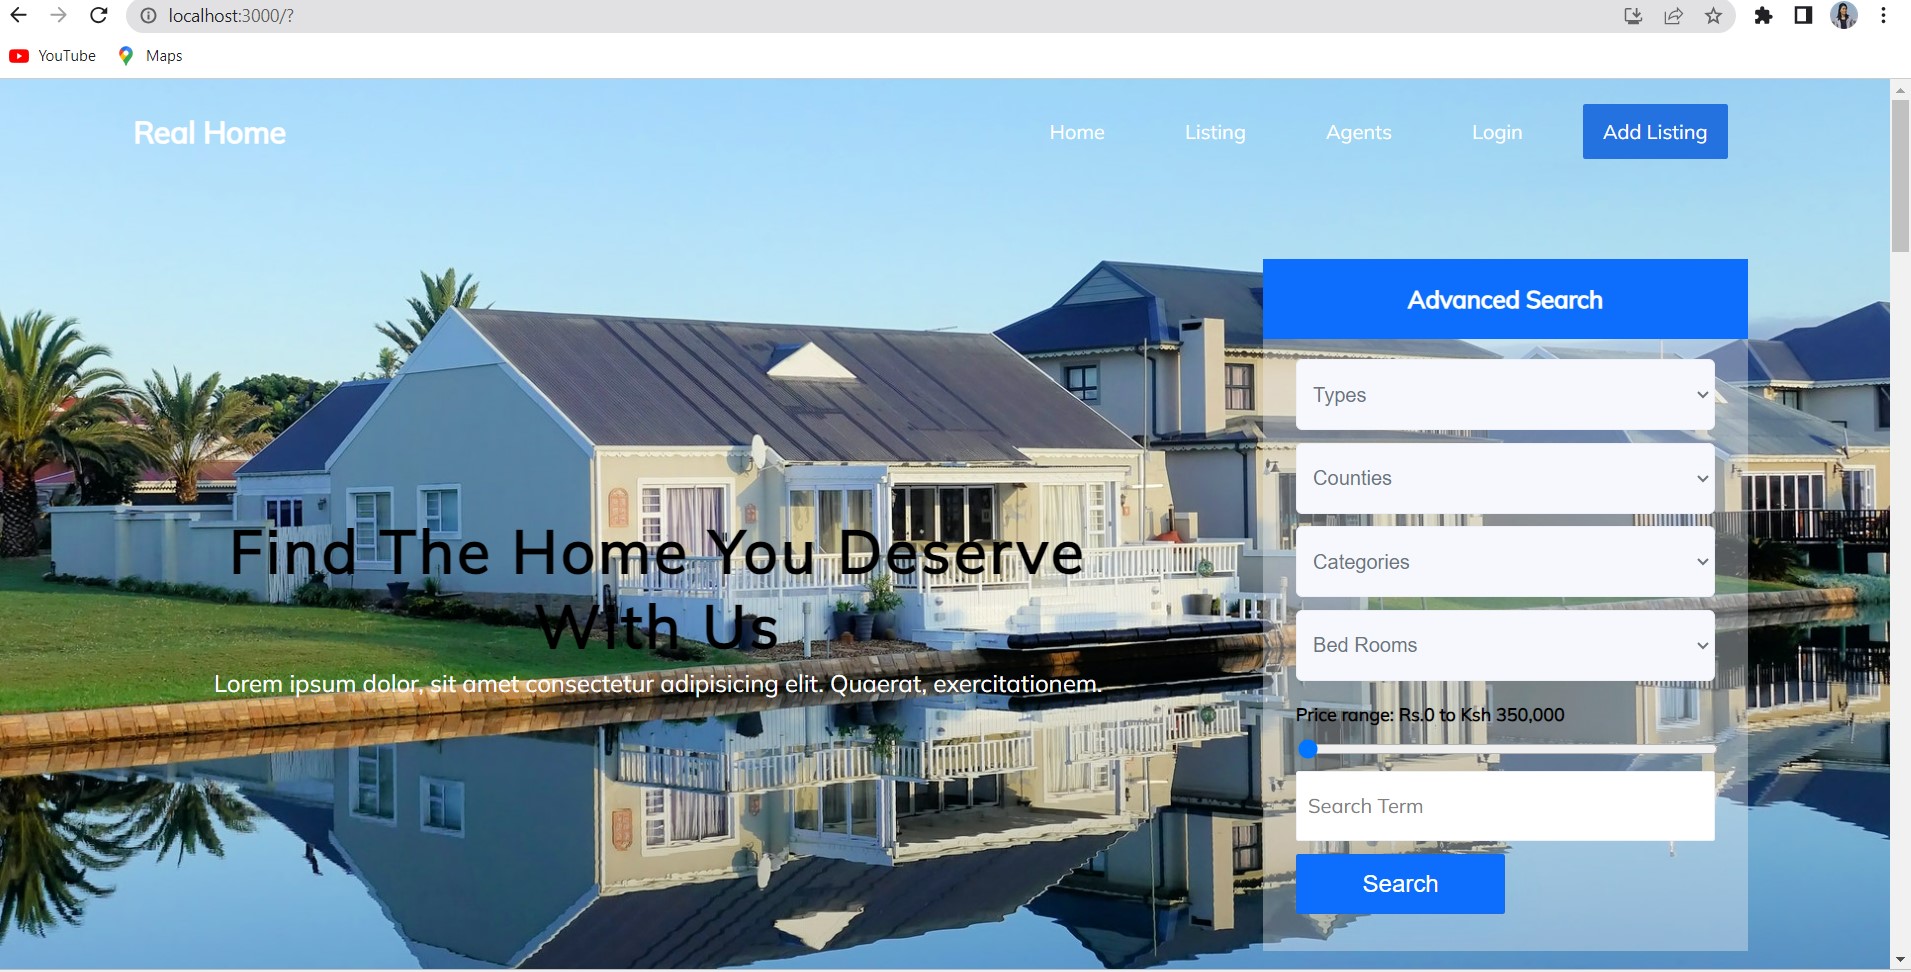 localhost:3000/?
YouTube Maps
Real Home
Home Listing Agents Login Add Listing
Advanced Search
Types
Counties
Categories
Find The Home You Deserve
With Us
Bed Rooms
Lorem ipsum dolor, sit amet consectetur adipisicing elit. Quaerat, exercitationem.
Price range: Rs.0 to Ksh 350,000
Search Term
Search